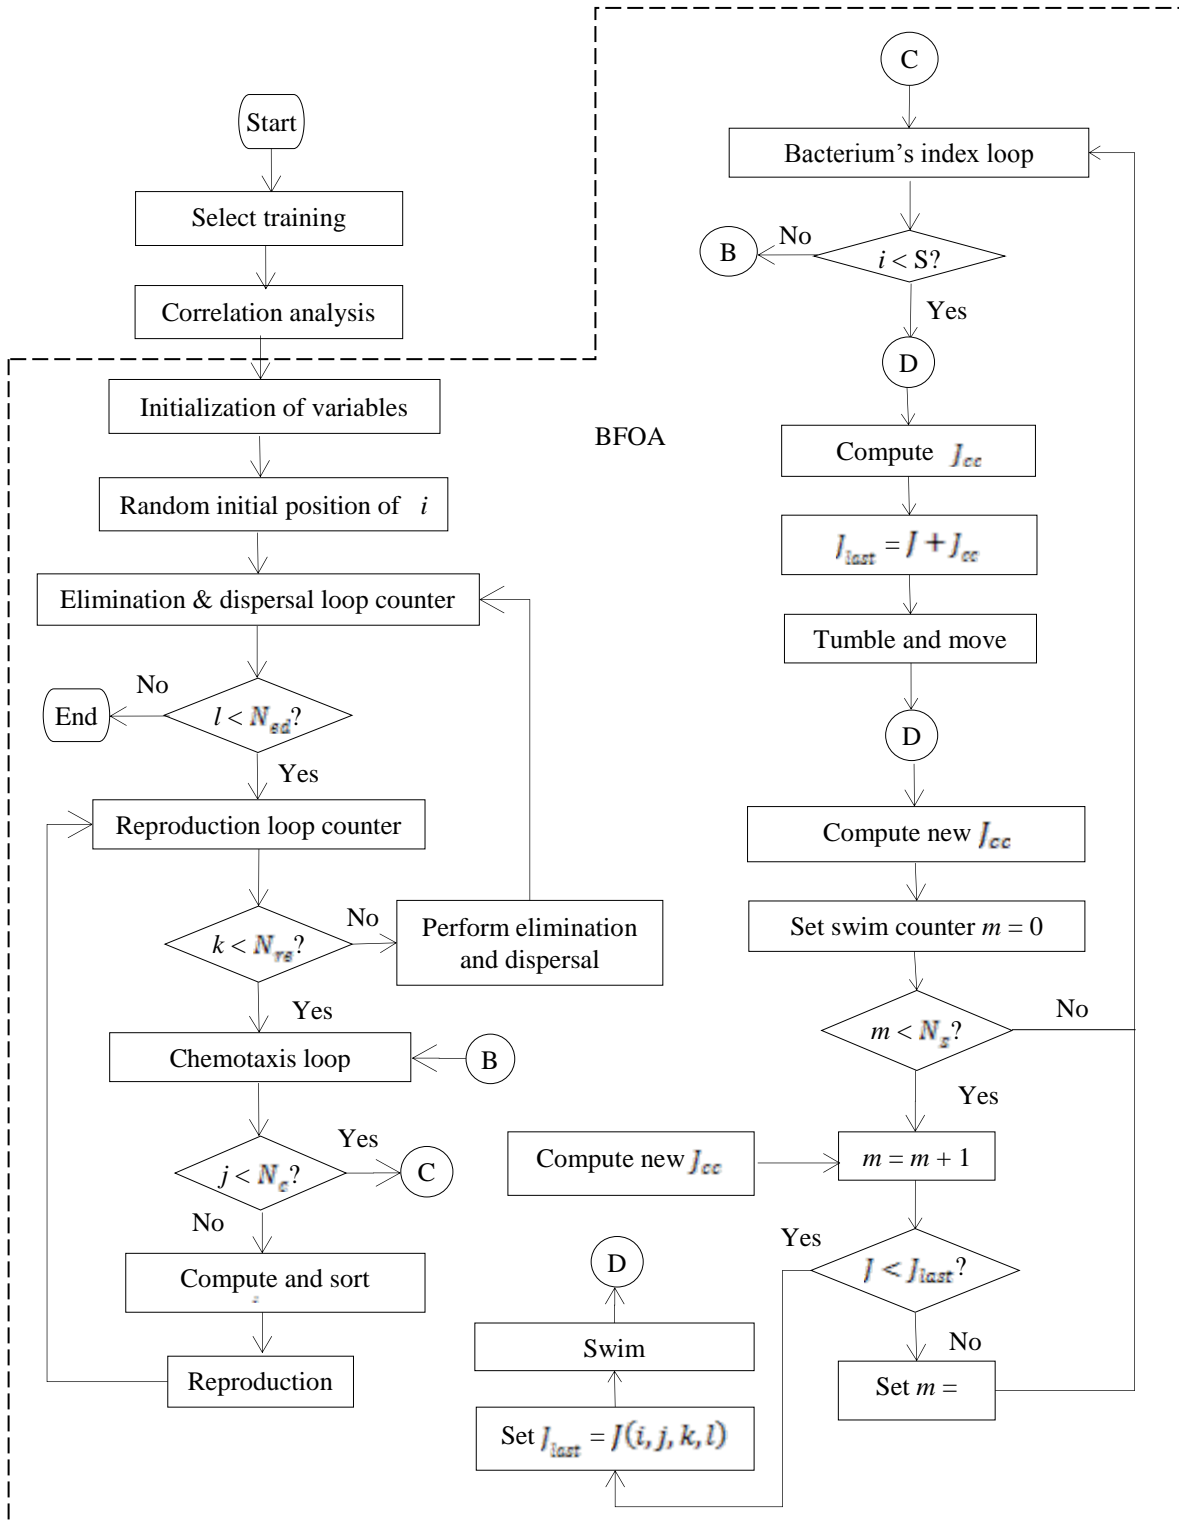 Start
Select training
Correlation analysis
Initialization of variables
Random initial position of i
Elimination & dispersal loop counter
No
End
l < N_ed?
Yes
Reproduction loop counter
k < N_re?
No
Perform elimination
and dispersal
Yes
Chemotaxis loop
B
j < N_c?
Yes
C
No
Compute and sort
Reproduction
BFOA
C
Bacterium's index loop
B
No
i < S?
Yes
D
Compute J_cc
J_last = J + J_cc
Tumble and move
D
Compute new J_cc
Set swim counter m = 0
m < N_s?
No
Yes
Compute new J_cc
m = m + 1
Yes
J < J_last?
No
Set m =
D
Swim
Set J_last = J(i, j, k, l)